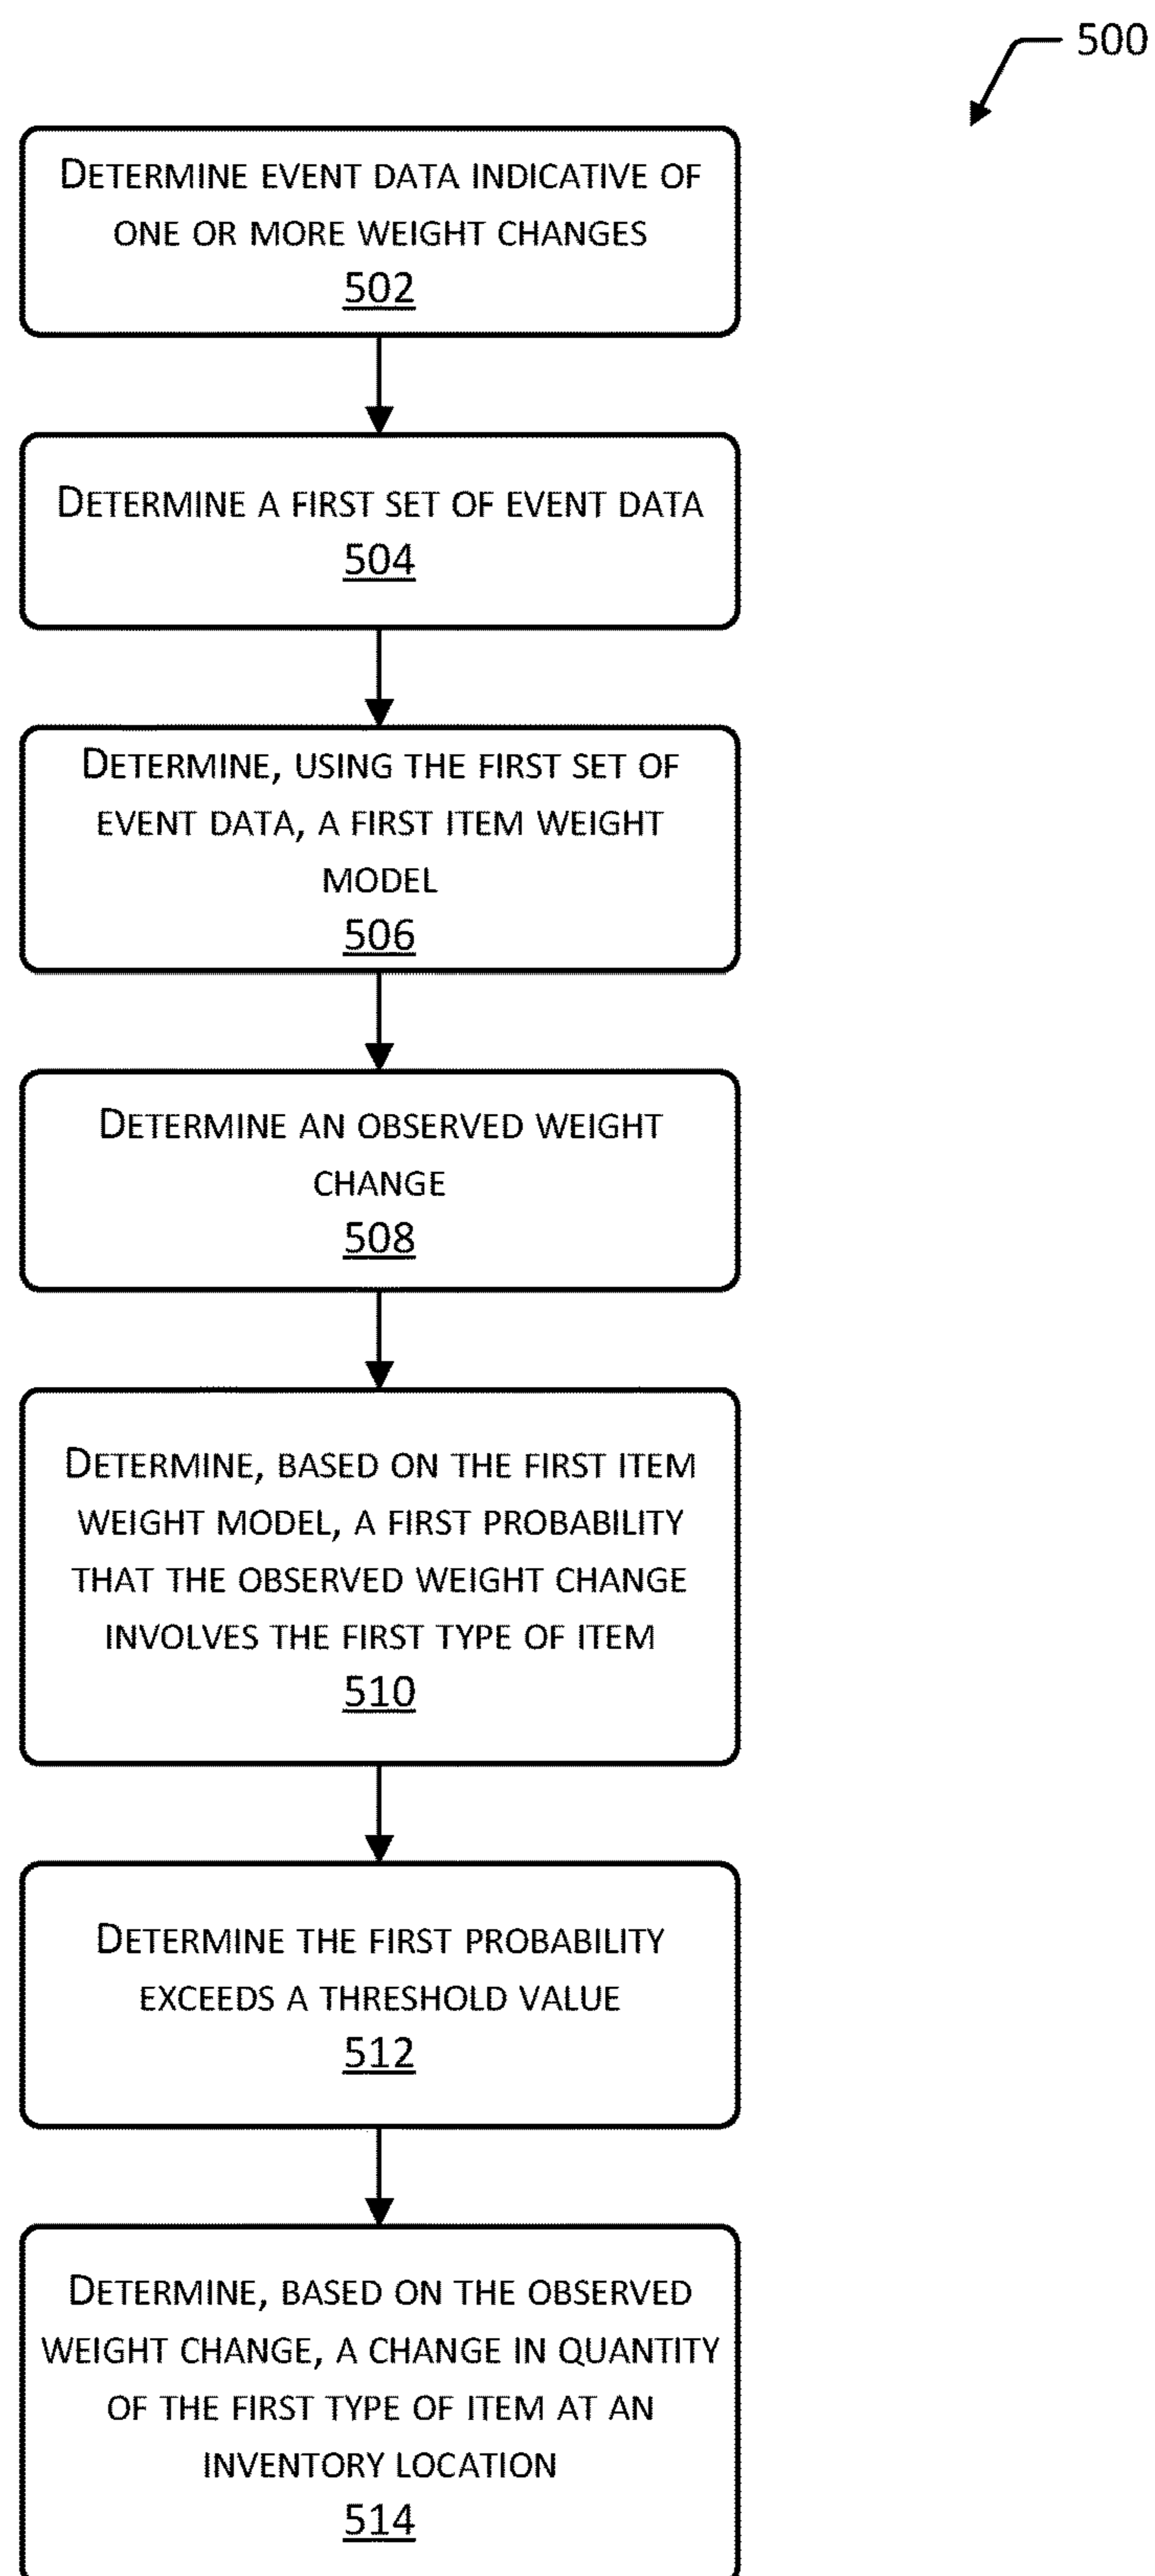 500
DETERMINE EVENT DATA INDICATIVE OF
ONE OR MORE WEIGHT CHANGES
502
DETERMINE A FIRST SET OF EVENT DATA
504
DETERMINE, USING THE FIRST SET OF
EVENT DATA, A FIRST ITEM WEIGHT
MODEL
506
DETERMINE AN OBSERVED WEIGHT
CHANGE
508
DETERMINE, BASED ON THE FIRST ITEM
WEIGHT MODEL, A FIRST PROBABILITY
THAT THE OBSERVED WEIGHT CHANGE
INVOLVES THE FIRST TYPE OF ITEM
510
DETERMINE THE FIRST PROBABILITY
EXCEEDS A THRESHOLD VALUE
512
DETERMINE, BASED ON THE OBSERVED
WEIGHT CHANGE, A CHANGE IN QUANTITY
OF THE FIRST TYPE OF ITEM AT AN
INVENTORY LOCATION
514